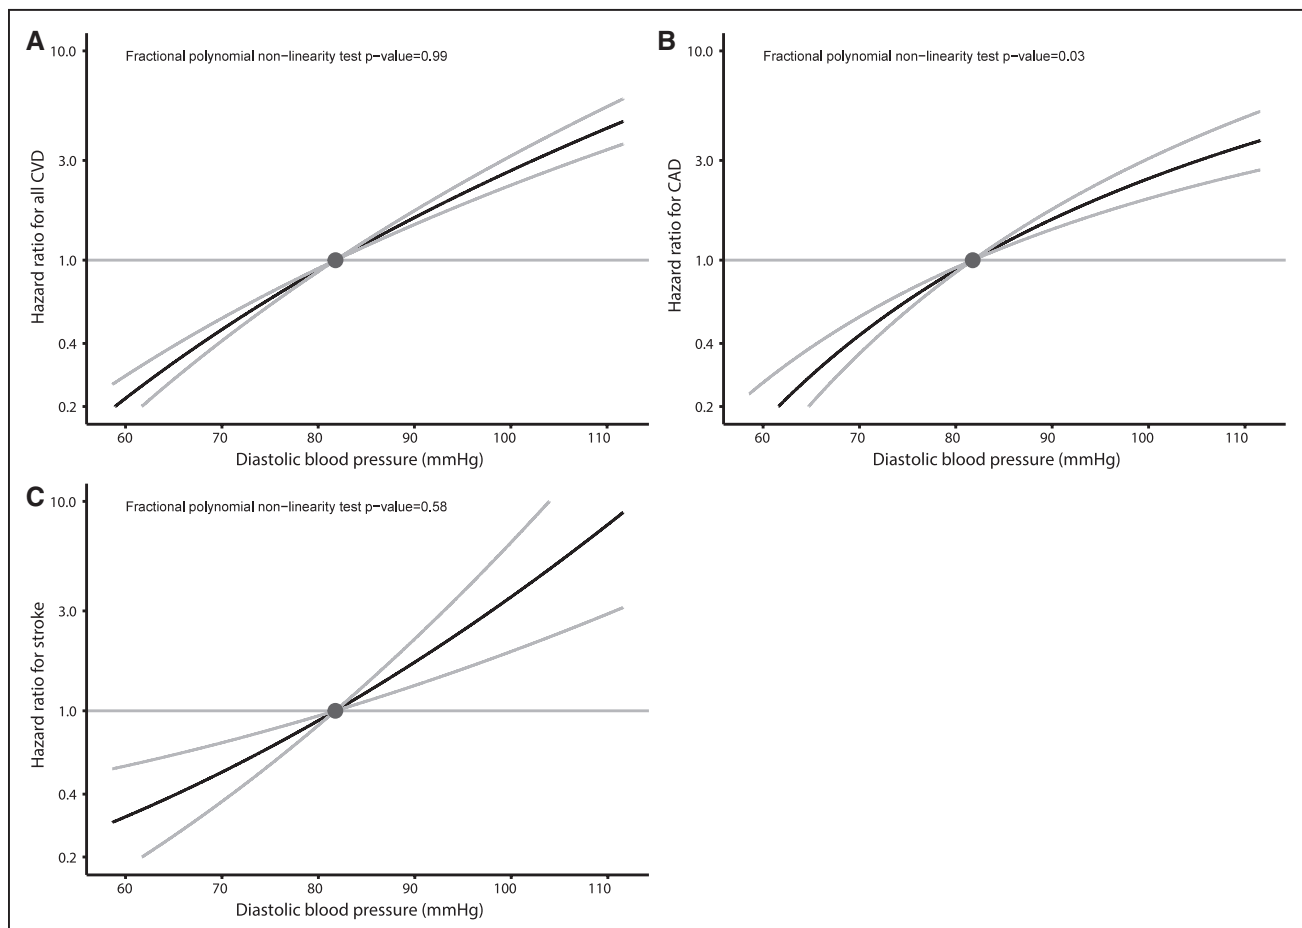 A
Fractional polynomial non−linearity test p−value=0.99
Hazard ratio for all CVD
10.0
3.0
1.0
0.4
0.2
60 70 80 90 100 110
Diastolic blood pressure (mmHg)
B
Fractional polynomial non−linearity test p−value=0.03
Hazard ratio for CAD
10.0
3.0
1.0
0.4
0.2
60 70 80 90 100 110
Diastolic blood pressure (mmHg)
C
Fractional polynomial non−linearity test p−value=0.58
Hazard ratio for stroke
10.0
3.0
1.0
0.4
0.2
60 70 80 90 100 110
Diastolic blood pressure (mmHg)